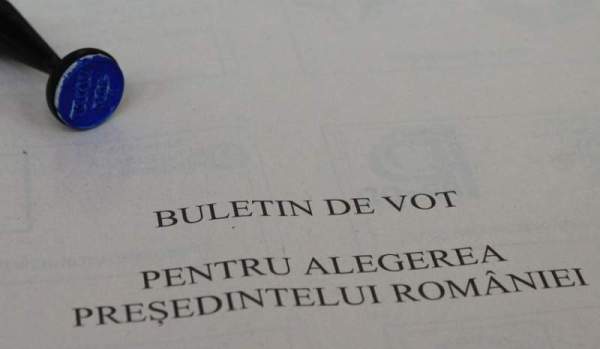 BULETIN DE VOT
PENTRU ALEGEREA
PREŞEDINTELUI ROMÂNIEI